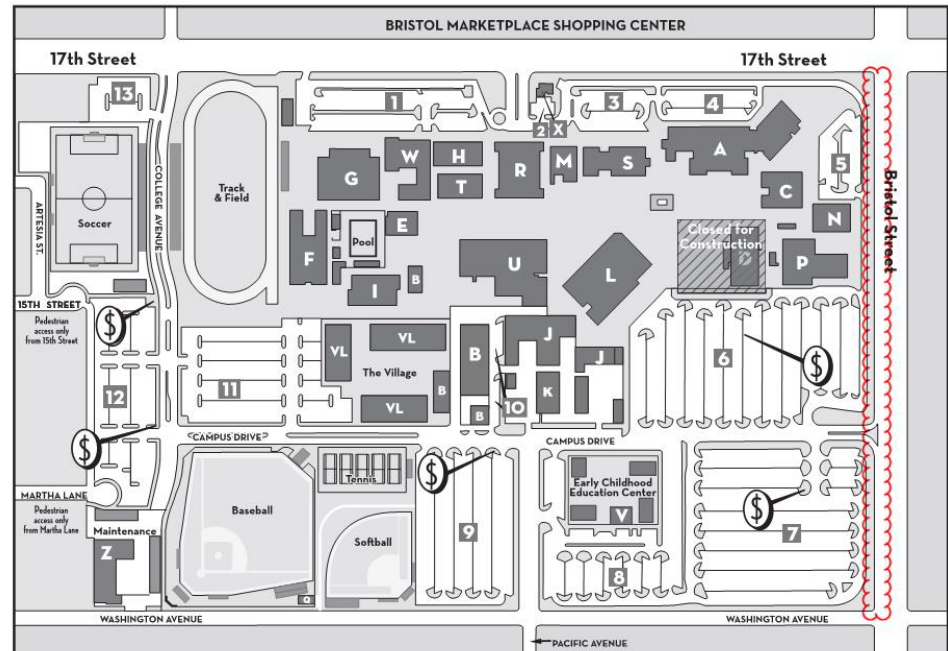 BRISTOL MARKETPLACE SHOPPING CENTER
17th Street
17th Street
13
1
2
X
3
4
5
COLLEGE AVENUE
ARTESIA ST.
Soccer
Track
& Field
G
W
H
T
R
M
S
A
C
N
P
Bristol Street
Closed for
Construction
F
Pool
E
I
B
U
L
15TH STREET
Pedestrian
access only
from 15th Street
$
12
$
11
VL
VL
The Village
VL
B
B
B
10
J
J
K
6
$
CAMPUS DRIVE
CAMPUS DRIVE
MARTHA LANE
Pedestrian
access only
from Martha Lane
Maintenance
Z
Baseball
Tennis
Softball
Q
$
9
Early Childhood
Education Center
V
8
$
7
WASHINGTON AVENUE
WASHINGTON AVENUE
PACIFIC AVENUE